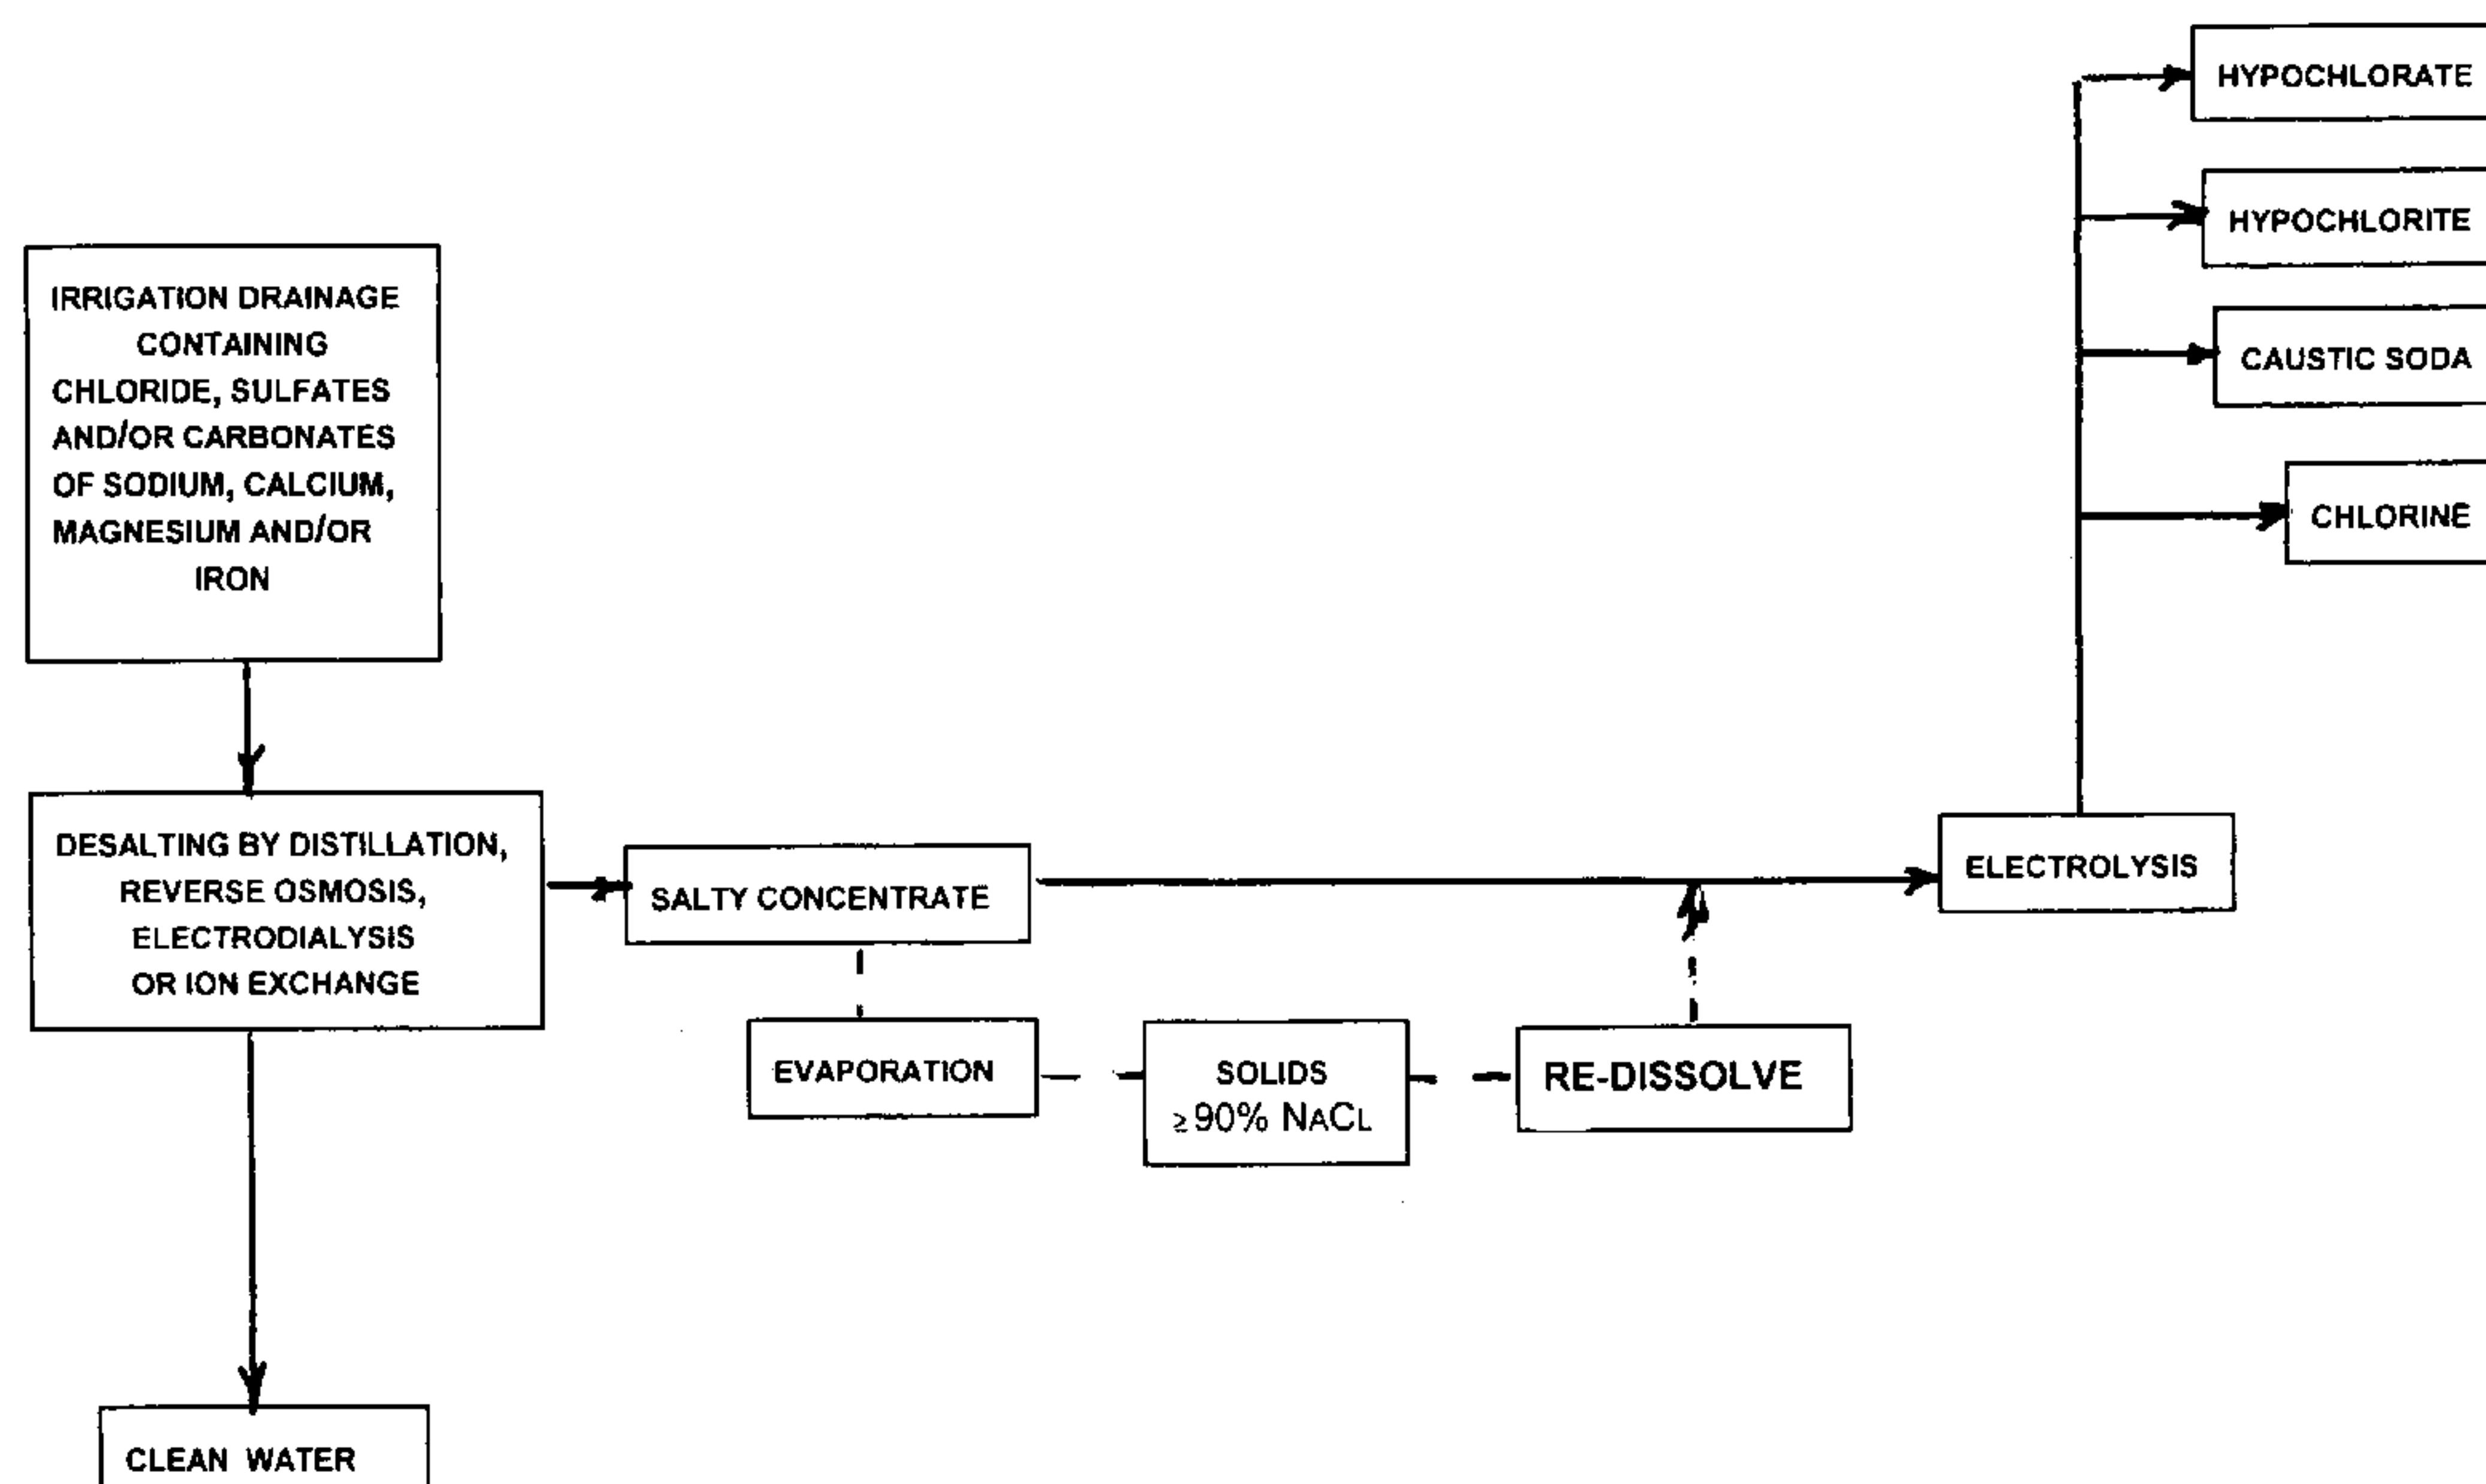 HYPOCHLORATE
HYPOCHLORITE
CAUSTIC SODA
CHLORINE
IRRIGATION DRAINAGE
CONTAINING
CHLORIDE, SULFATES
AND/OR CARBONATES
OF SODIUM, CALCIUM,
MAGNESIUM AND/OR
IRON
DESALTING BY DISTILLATION,
REVERSE OSMOSIS,
ELECTRODIALYSIS
OR ION EXCHANGE
SALTY CONCENTRATE
ELECTROLYSIS
EVAPORATION
SOLIDS
≥90% NACL
RE-DISSOLVE
CLEAN WATER